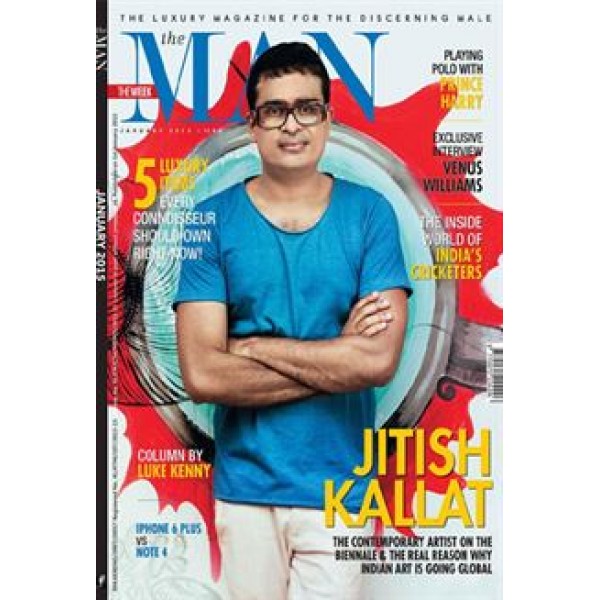 THE LUXURY MAGAZINE FOR THE DISCERNING MALE
the
MAN
THE WEEK
MAN
JANUARY 2015
PLAYING
POLO WITH
PRINCE
HARRY
EXCLUSIVE
INTERVIEW
VENUS
WILLIAMS
THE INSIDE
WORLD OF
INDIA'S
CRICKETERS
5 LUXURY
ITEMS
EVERY
CONNOISSEUR
SHOULD OWN
RIGHT NOW!
COLUMN BY
LUKE KENNY
IPHONE 6 PLUS
VS
NOTE 4
JITISH
KALLAT
THE CONTEMPORARY ARTIST ON THE
BIENNALE & THE REAL REASON WHY
INDIAN ART IS GOING GLOBAL